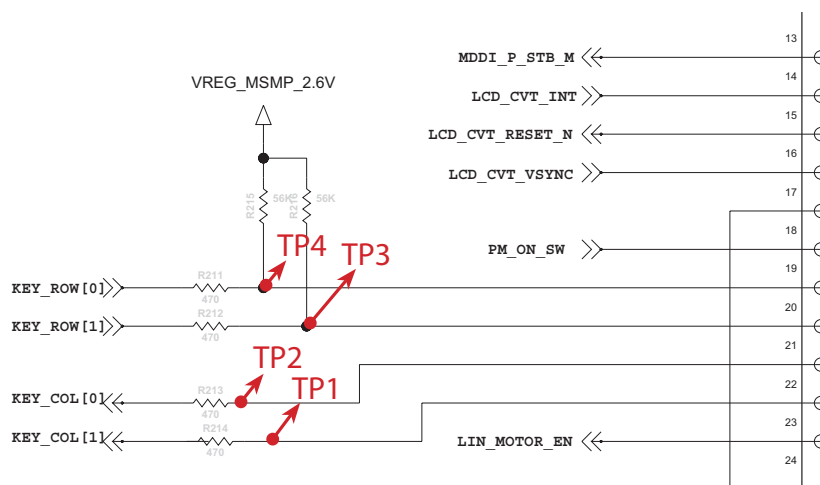 13
MDDI_P_STB_M
14
VREG_MSMP_2.6V
LCD_CVT_INT
15
LCD_CVT_RESET_N
16
LCD_CVT_VSYNC
17
R215
56K
R216
56K
18
TP4
TP3
PM_ON_SW
19
R211
KEY_ROW[0]
470
20
R212
KEY_ROW[1]
470
21
TP2
TP1
R213
22
KEY_COL[0]
470
23
R214
KEY_COL[1]
LIN_MOTOR_EN
470
24